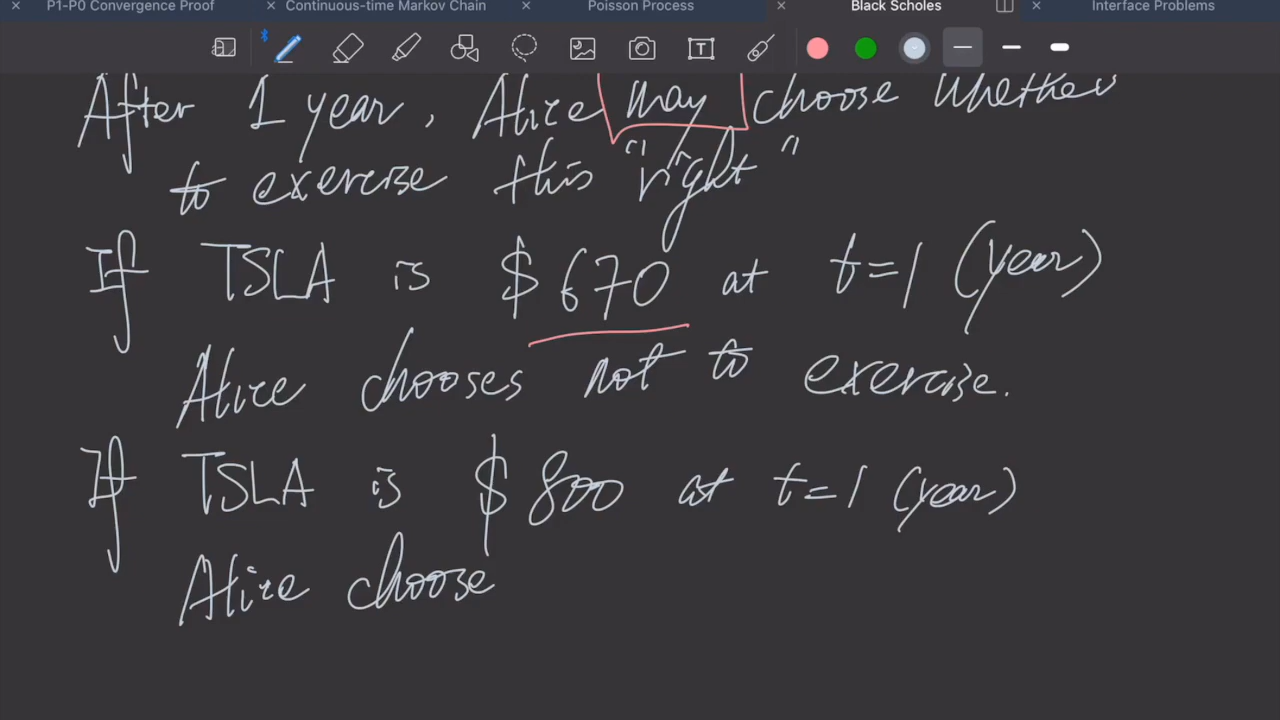 P1-P0 Convergence Proof Continuous-time Markov Chain Poisson Process Black Scholes Interface Problems
T
After 1 year, Alice may choose whether
to exercise this "right"
If TSLA is $670 at t=1 (year)
Alice chooses not to exercise.
If TSLA is $800 at t=1 (year)
Alice choose